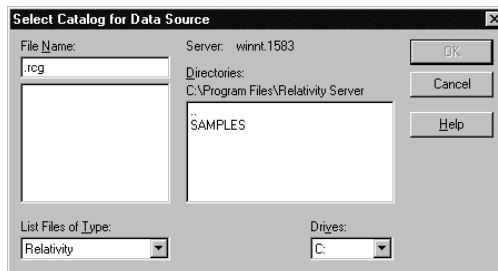 Select Catalog for Data Source
File Name:
.rcg
Server: winnt.1583
Directories:
C:\Program Files\Relativity Server
..
SAMPLES
OK
Cancel
Help
List Files of Type:
Relativity
Drives:
C: